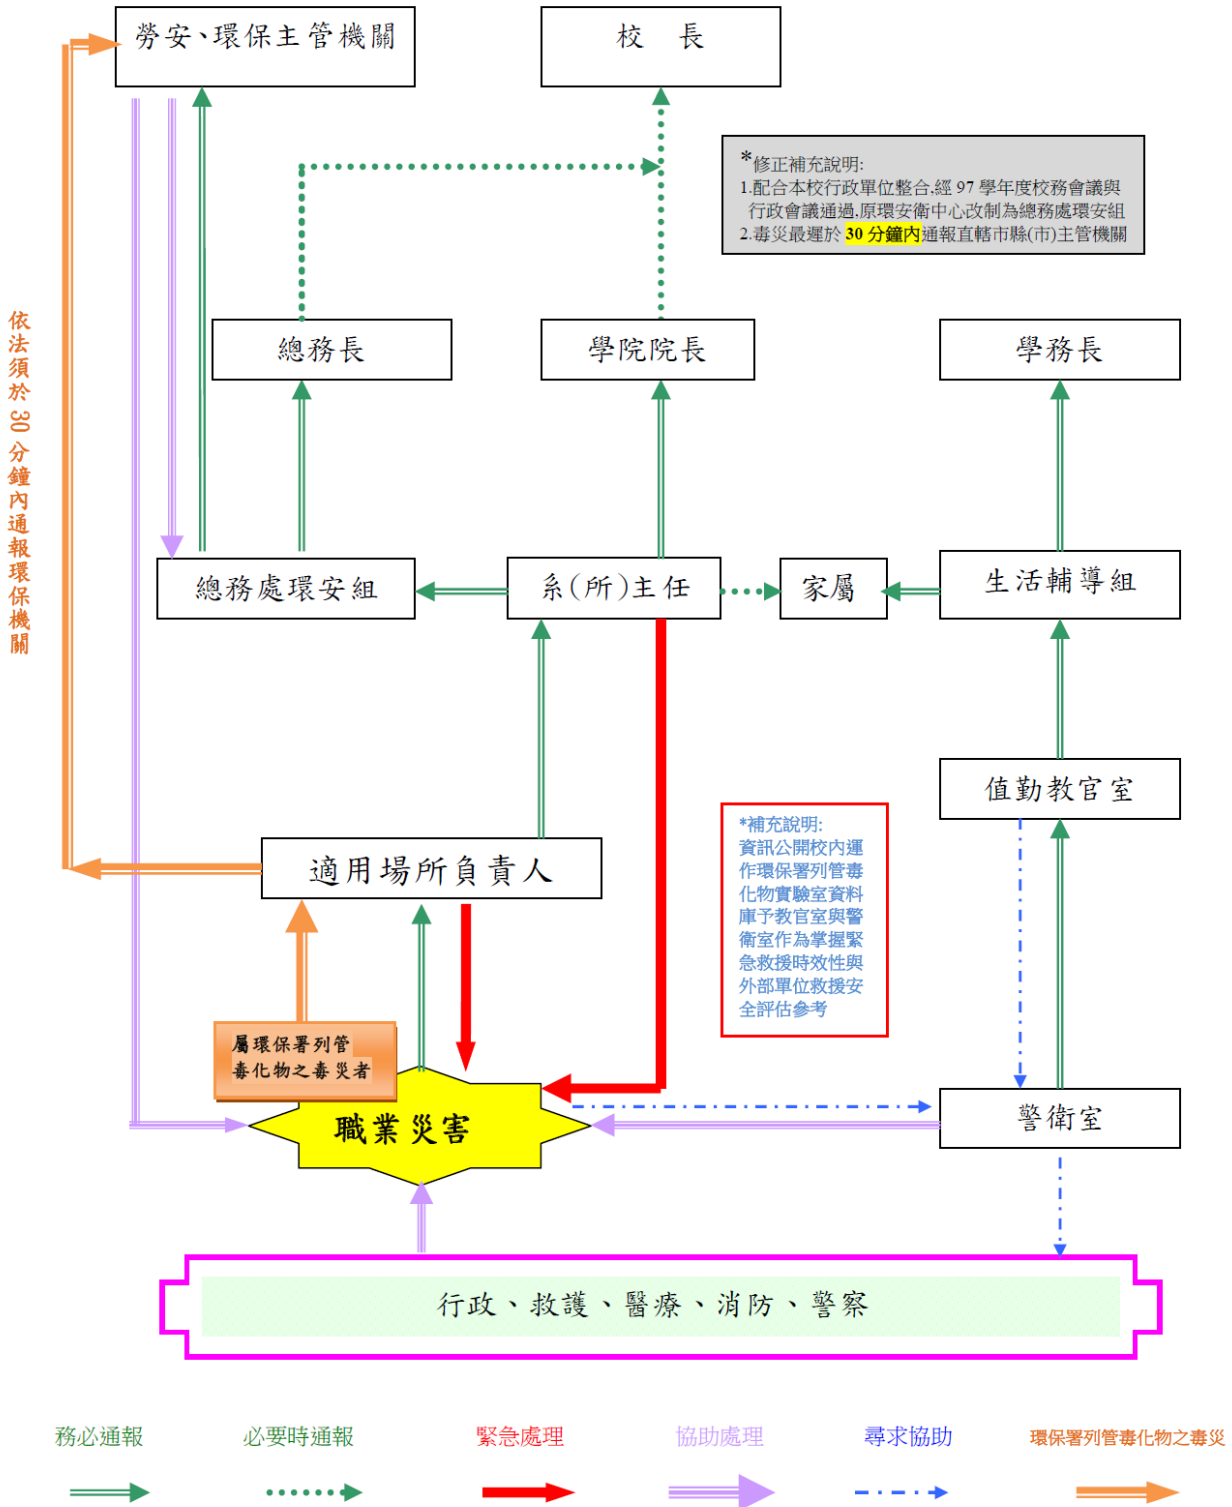 勞安、環保主管機關
校　長
*修正補充說明:
1.配合本校行政單位整合,經 97 學年度校務會議與
行政會議通過,原環安衛中心改制為總務處環安組
2.毒災最遲於 30 分鐘內通報直轄市縣(市)主管機關
依法須於 30 分鐘內通報環保機關
總務長
學院院長
學務長
總務處環安組
系(所)主任
家屬
生活輔導組
值勤教官室
適用場所負責人
*補充說明:
資訊公開校內運
作環保署列管毒
化物實驗室資料
庫予教官室與警
衛室作為掌握緊
急救援時效性與
外部單位救援安
全評估參考
屬環保署列管
毒化物之毒災者
職業災害
警衛室
行政、救護、醫療、消防、警察
務必通報
必要時通報
緊急處理
協助處理
尋求協助
環保署列管毒化物之毒災